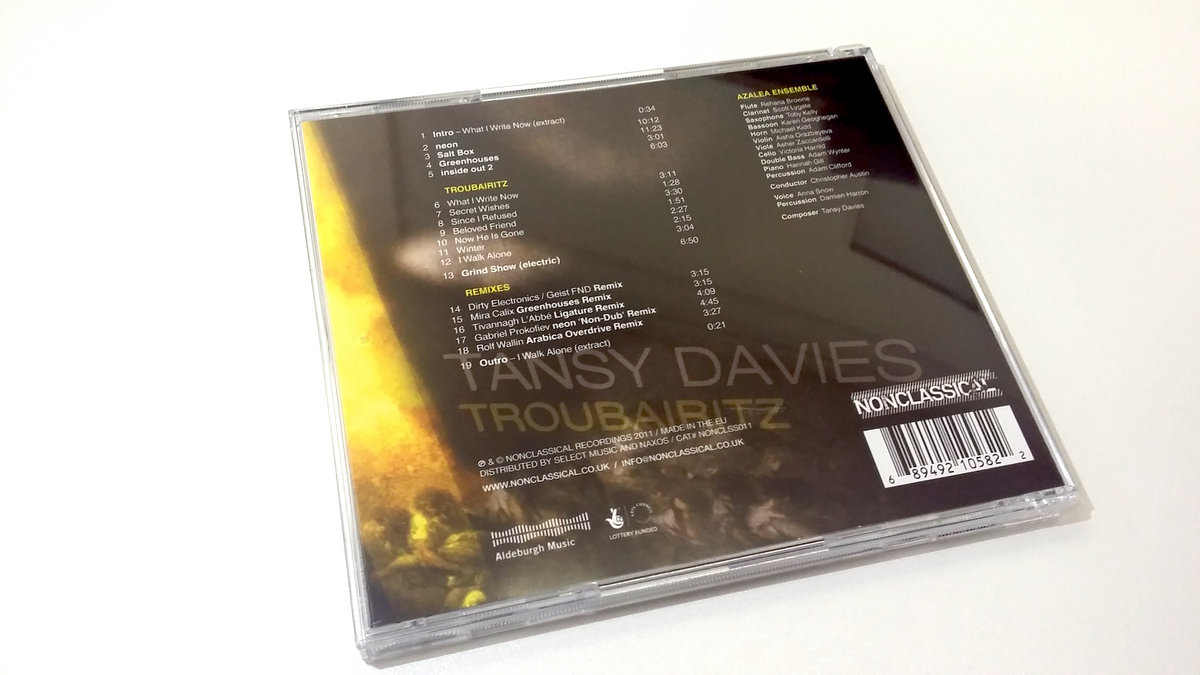 1 Intro – What I Write Now (extract) 0:34
2 neon 10:12
3 Salt Box 11:23
4 Greenhouses 3:01
5 inside out 2 6:03
TROUBAIRITZ
6 What I Write Now 3:11
7 Secret Wishes 1:28
8 Since I Refused 3:30
9 Beloved Friend 1:51
10 Now He Is Gone 2:27
11 Winter 2:15
12 I Walk Alone 3:04
13 Grind Show (electric) 6:50
REMIXES
14 Dirty Electronics / Geist FND Remix 3:15
15 Mira Calix Greenhouses Remix 3:15
16 Tivannagh L'Abbé Ligature Remix 4:09
17 Gabriel Prokofiev neon 'Non-Dub' Remix 4:45
18 Rolf Wallin Arabica Overdrive Remix 3:27
19 Outro – I Walk Alone (extract) 0:21
AZALEA ENSEMBLE
Flute Rehana Browne
Clarinet Scott Lygate
Saxophone Toby Kelly
Bassoon Karen Geoghegan
Horn Michael Kidd
Violin Aisha Orazbayeva
Viola Asher Zaccardelli
Cello Victoria Harrild
Double Bass Adam Wynter
Piano Hannah Gill
Percussion Adam Clifford
Conductor Christopher Austin
Voice Anna Snow
Percussion Damien Harron
Composer Tansy Davies
TANSY DAVIES
TROUBAIRITZ
NONCLASSICAL
℗ & © NONCLASSICAL RECORDINGS 2011 / MADE IN THE EU
DISTRIBUTED BY SELECT MUSIC AND NAXOS / CAT# NONCLSS011
WWW.NONCLASSICAL.CO.UK / INFO@NONCLASSICAL.CO.UK
6 89492 10582 2
Aldeburgh Music
LOTTERY FUNDED